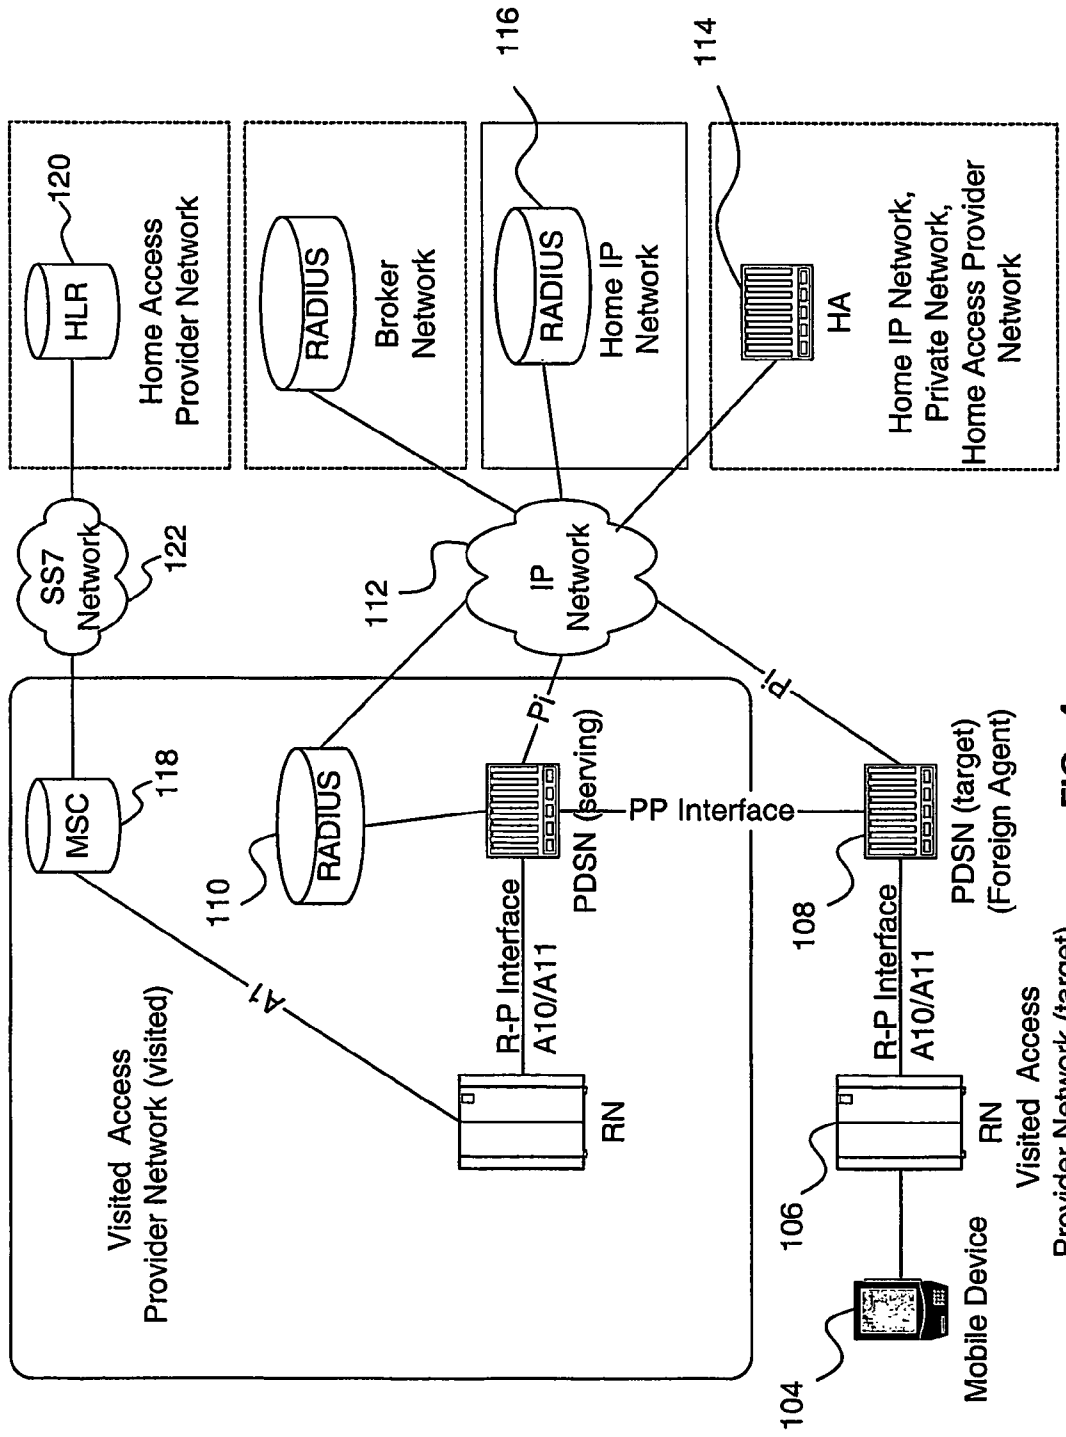 Visited Access
Provider Network (visited)
MSC
118
SS7
Network
122
HLR
120
Home Access
Provider Network
A1
110
RADIUS
112
RADIUS
Broker
Network
RN
R-P Interface
A10/A11
PDSN (serving)
Pi
IP
Network
RADIUS
Home IP
Network
116
PP Interface
Pi
HA
114
Home IP Network,
Private Network,
Home Access Provider
Network
104
Mobile Device
106
RN
R-P Interface
A10/A11
108
PDSN (target)
(Foreign Agent)
Visited Access
Provider Network (target)